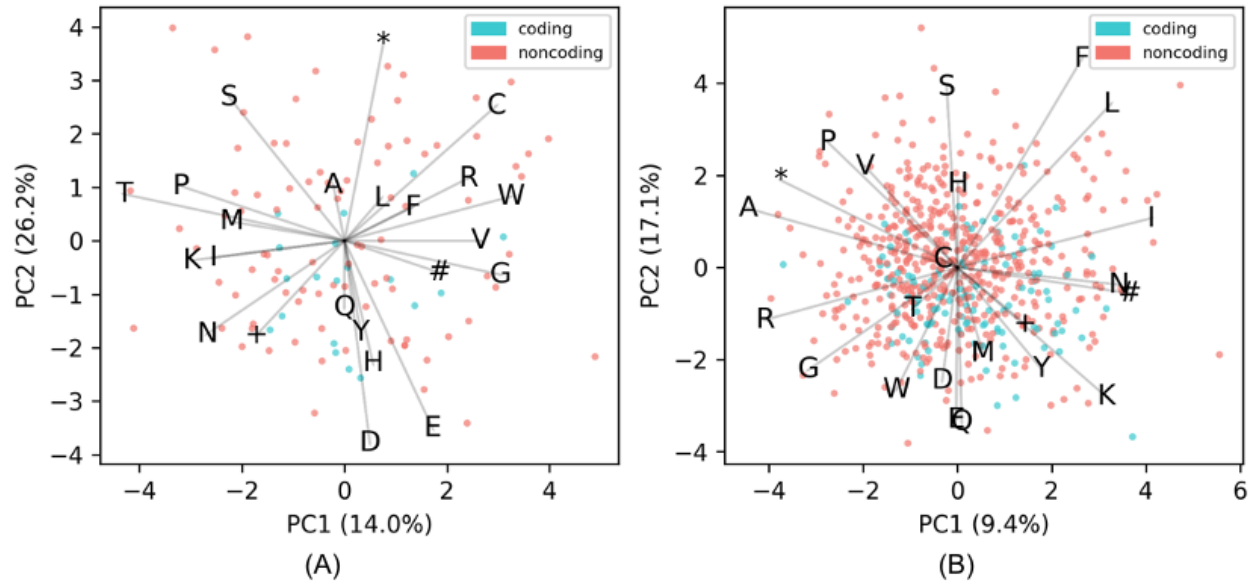 coding
noncoding
*
S
C
T
P
A
L
R
F
W
M
V
K
I
#
G
Q
N
+
Y
H
E
D
4
3
2
1
0
−1
−2
−3
−4
PC2 (26.2%)
−4
−2
0
2
4
PC1 (14.0%)
(A)
coding
noncoding
F
S
L
P
V
*
H
A
I
C
N
#
T
R
+
M
Y
G
W
D
K
E
Q
4
2
0
−2
−4
PC2 (17.1%)
−4
−2
0
2
4
6
PC1 (9.4%)
(B)